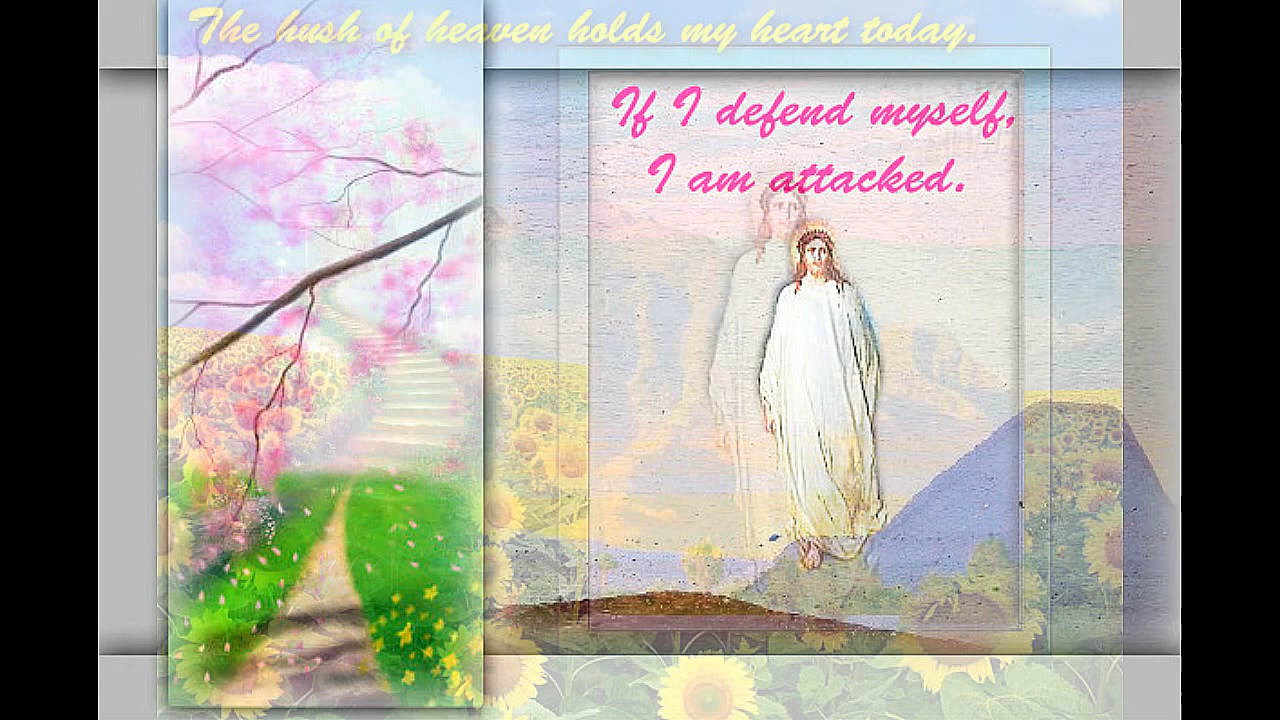 The hush of heaven holds my heart today.
If I defend myself,
I am attacked.